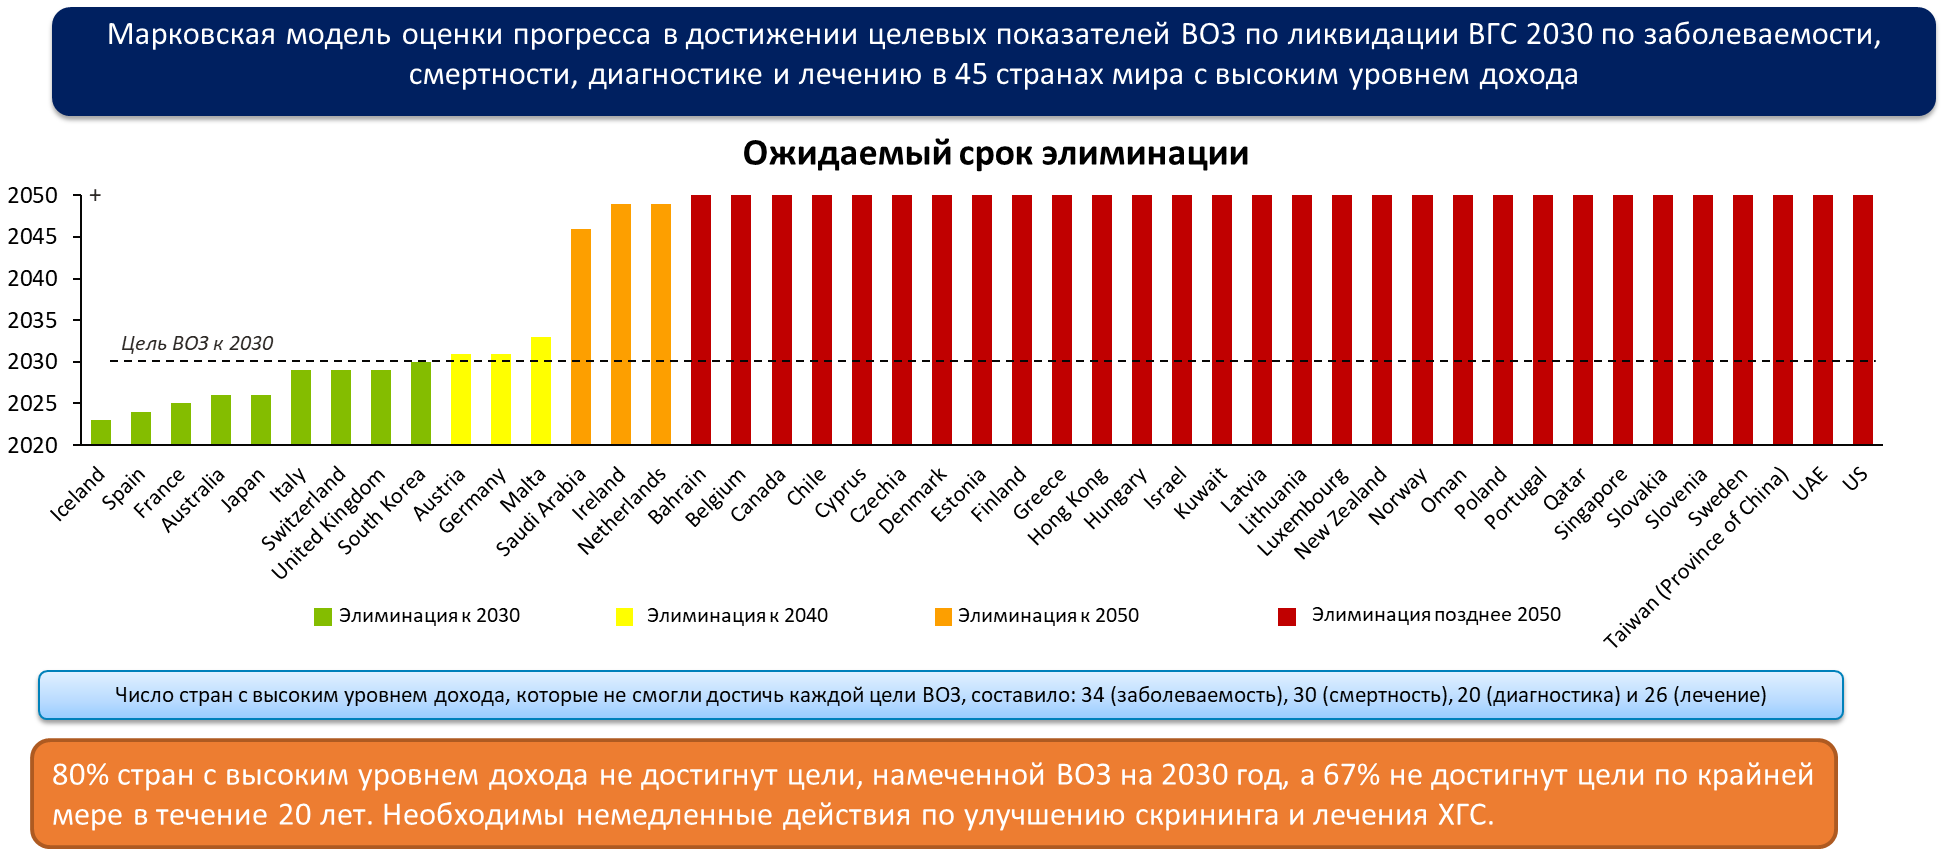 Марковская модель оценки прогресса в достижении целевых показателей ВОЗ по ликвидации ВГС 2030 по заболеваемости,
смертности, диагностике и лечению в 45 странах мира с высоким уровнем дохода
Ожидаемый срок элиминации
2050 +
2045
2040
2035
Цель ВОЗ к 2030
2030
2025
2020
Iceland
Spain
France
Australia
Japan
Italy
Switzerland
United Kingdom
South Korea
Austria
Germany
Malta
Saudi Arabia
Ireland
Netherlands
Bahrain
Belgium
Canada
Chile
Cyprus
Czechia
Denmark
Estonia
Finland
Greece
Hong Kong
Hungary
Israel
Kuwait
Latvia
Lithuania
Luxembourg
New Zealand
Norway
Oman
Poland
Portugal
Qatar
Singapore
Slovakia
Slovenia
Sweden
Taiwan (Province of China)
UAE
US
Элиминация к 2030
Элиминация к 2040
Элиминация к 2050
Элиминация позднее 2050
Число стран с высоким уровнем дохода, которые не смогли достичь каждой цели ВОЗ, составило: 34 (заболеваемость), 30 (смертность), 20 (диагностика) и 26 (лечение)
80% стран с высоким уровнем дохода не достигнут цели, намеченной ВОЗ на 2030 год, а 67% не достигнут цели по крайней
мере в течение 20 лет. Необходимы немедленные действия по улучшению скрининга и лечения ХГС.